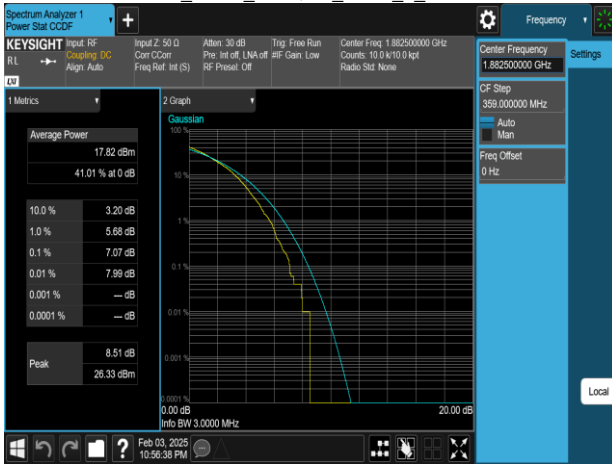 Spectrum Analyzer 1
Power Stat CCDF
+
Frequency
KEYSIGHT
RL
LXI
Input: RF
Coupling: DC
Align: Auto
Input Z: 50 Ω
Corr CCorr
Freq Ref: Int (S)
Atten: 30 dB
Pre: Int off, LNA off
RF Presel: Off
Trig: Free Run
#IF Gain: Low
Center Freq: 1.882500000 GHz
Counts: 10.0 k/10.0 kpt
Radio Std: None
Center Frequency
1.882500000 GHz
Settings
CF Step
359.000000 MHz
Auto
Man
Freq Offset
0 Hz
Local
1 Metrics
Average Power
17.82 dBm
41.01 % at 0 dB
10.0 % 3.20 dB
1.0 % 5.68 dB
0.1 % 7.07 dB
0.01 % 7.99 dB
0.001 % --- dB
0.0001 % --- dB
Peak
8.51 dB
26.33 dBm
2 Graph
Gaussian
100 %
10 %
1 %
0.1 %
0.01 %
0.001 %
0.0001 %
0.00 dB 20.00 dB
Info BW 3.0000 MHz
?
Feb 03, 2025
10:56:38 PM